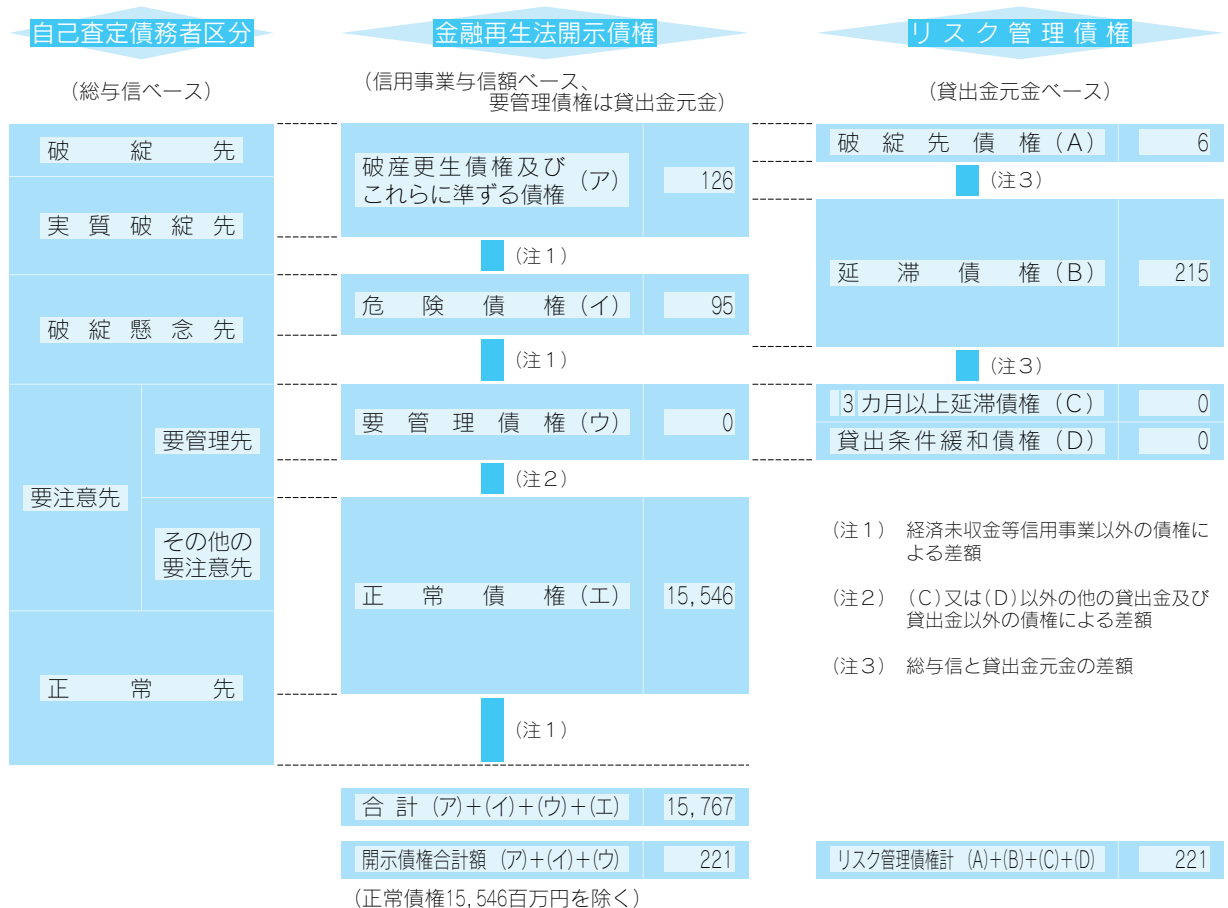 自己査定債務者区分
(総与信ベース)
破綻先
実質破綻先
破綻懸念先
要注意先
要管理先
その他の
要注意先
正常先
金融再生法開示債権
(信用事業与信額ベース、
要管理債権は貸出金元金)
破産更生債権及び
これらに準ずる債権 (ア) 126
(注1)
危険債権(イ) 95
(注1)
要管理債権(ウ) 0
(注2)
正常債権(エ) 15,546
(注1)
合計 (ア)+(イ)+(ウ)+(エ) 15,767
開示債権合計額 (ア)+(イ)+(ウ) 221
(正常債権15,546百万円を除く)
リスク管理債権
(貸出金元金ベース)
破綻先債権(A) 6
(注3)
延滞債権(B) 215
(注3)
3カ月以上延滞債権(C) 0
貸出条件緩和債権(D) 0
(注1) 経済未収金等信用事業以外の債権に
よる差額
(注2) (C)又は(D)以外の他の貸出金及び
貸出金以外の債権による差額
(注3) 総与信と貸出金元金の差額
リスク管理債権計 (A)+(B)+(C)+(D) 221